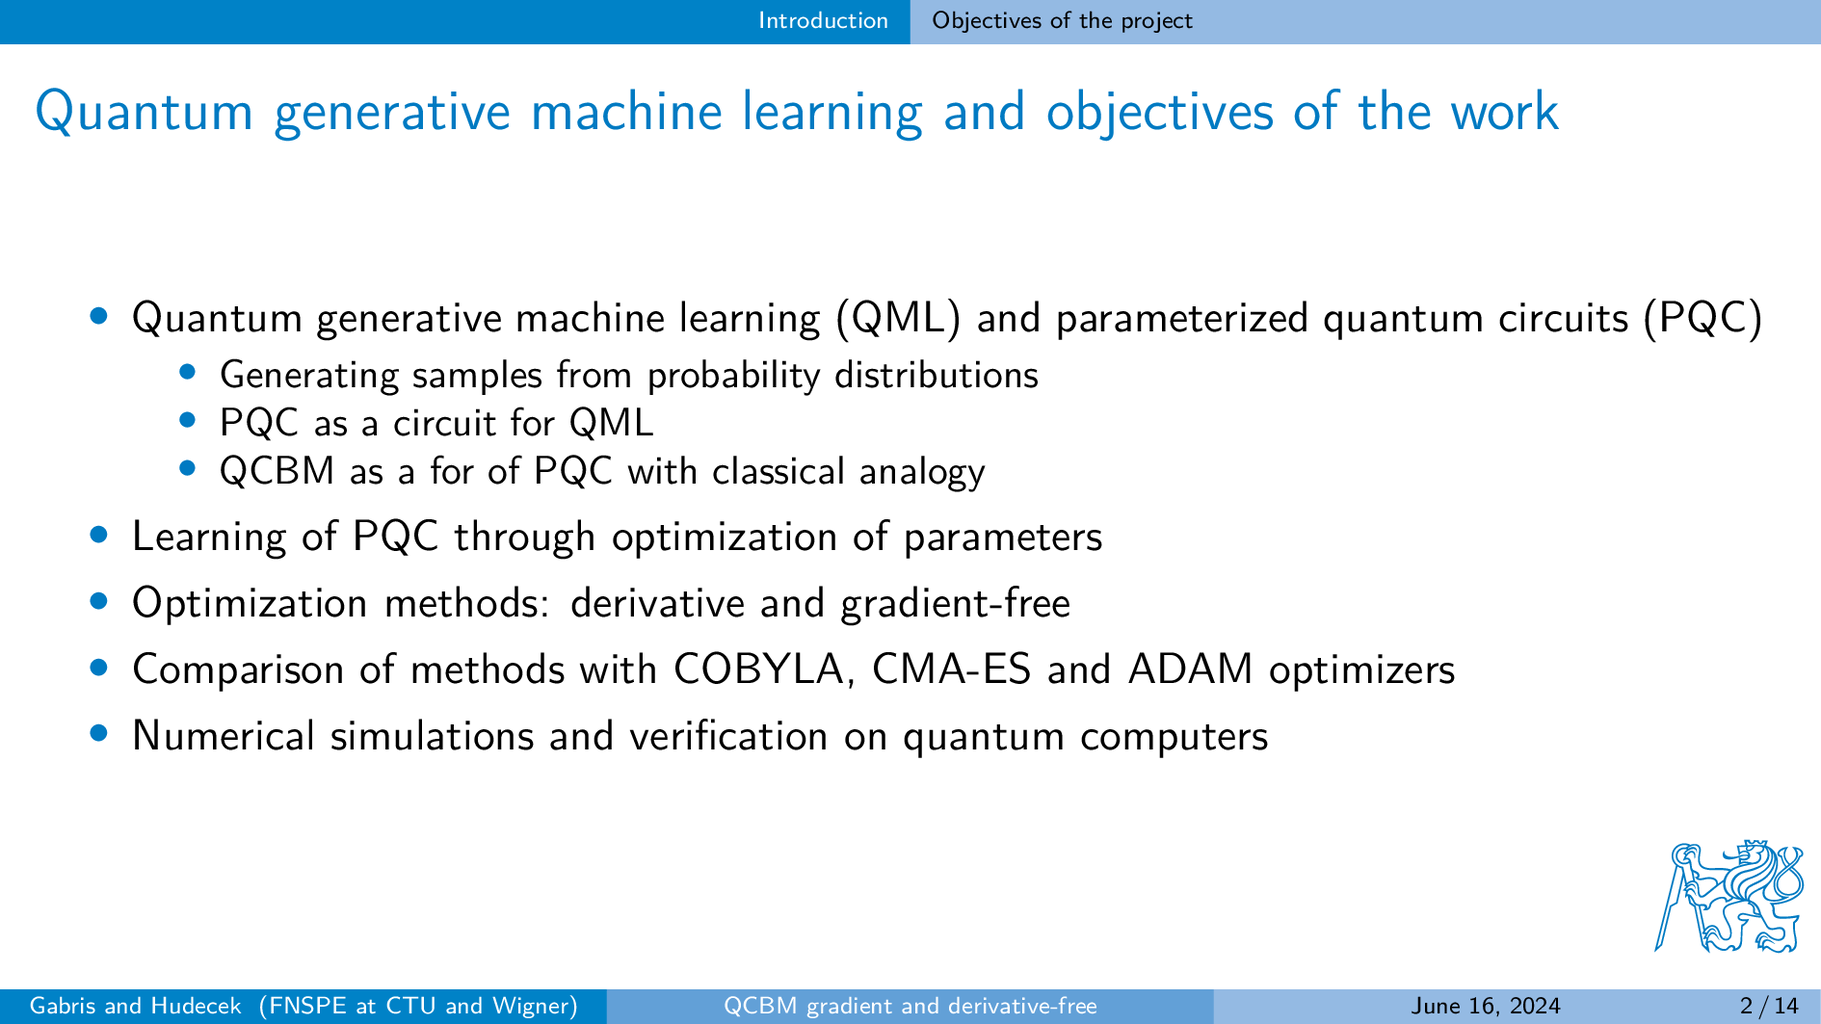 Introduction
Objectives of the project
Quantum generative machine learning and objectives of the work
Quantum generative machine learning (QML) and parameterized quantum circuits (PQC)
Generating samples from probability distributions
PQC as a circuit for QML
QCBM as a for of PQC with classical analogy
Learning of PQC through optimization of parameters
Optimization methods: derivative and gradient-free
Comparison of methods with COBYLA, CMA-ES and ADAM optimizers
Numerical simulations and verification on quantum computers
Gabris and Hudecek (FNSPE at CTU and Wigner)
QCBM gradient and derivative-free
June 16, 2024
2 / 14